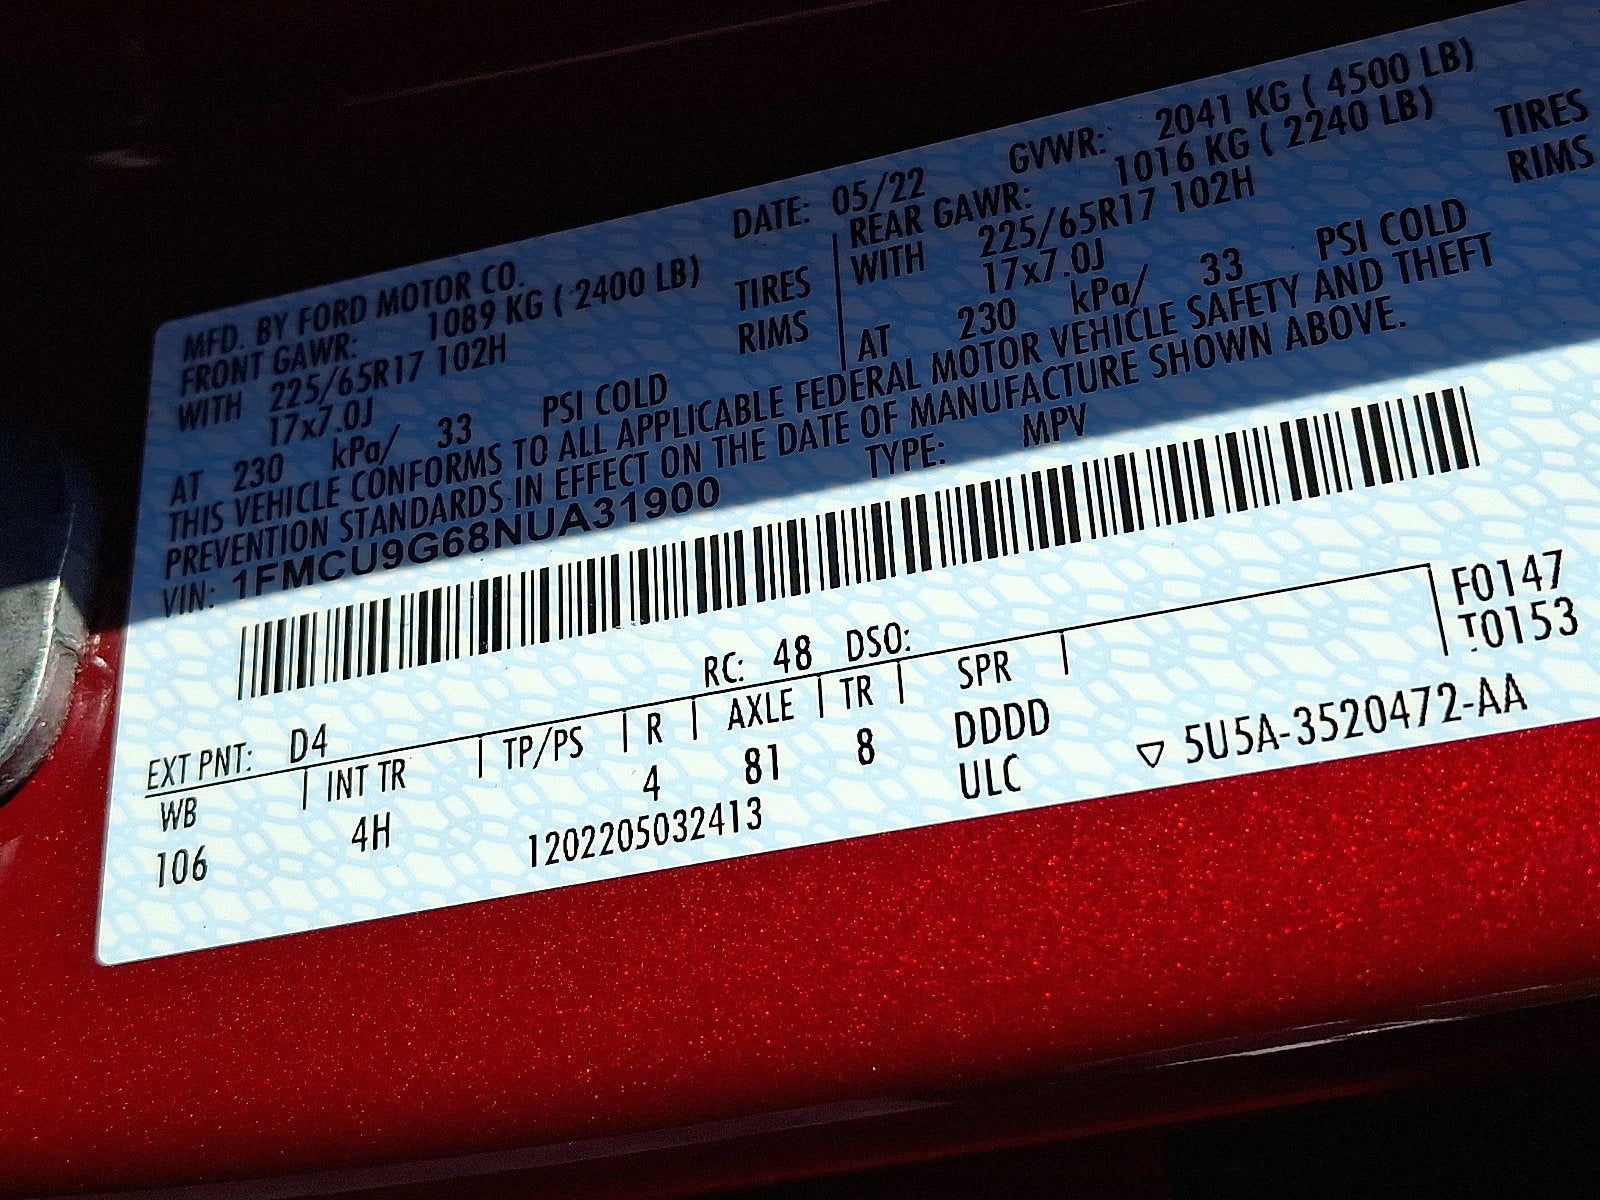 MFD. BY FORD MOTOR CO. DATE: 05/22 GVWR: 2041 KG ( 4500 LB)
FRONT GAWR: 1089 KG ( 2400 LB) REAR GAWR: 1016 KG ( 2240 LB)
WITH 225/65R17 102H TIRES WITH 225/65R17 102H TIRES
17x7.0J RIMS 17x7.0J RIMS
AT 230 kPa/ 33 PSI COLD AT 230 kPa/ 33 PSI COLD
THIS VEHICLE CONFORMS TO ALL APPLICABLE FEDERAL MOTOR VEHICLE SAFETY AND THEFT
PREVENTION STANDARDS IN EFFECT ON THE DATE OF MANUFACTURE SHOWN ABOVE.
VIN: 1FMCU9G68NUA31900 TYPE: MPV
F0147
T0153
EXT PNT: D4 RC: 48 DSO:
WB INT TR TP/PS R AXLE TR SPR
106 4H 4 81 8 DDDD
1202205032413 ULC ▽ 5U5A-3520472-AA